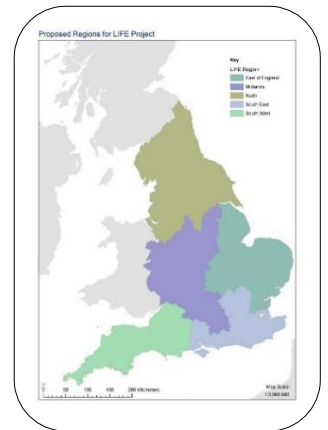 Proposed Regions for LIFE Project
Key
LIFE Region
East of England
Midlands
North
South East
South West
50 100 150 200 Kilometers
Map Scale
1:3,000,000